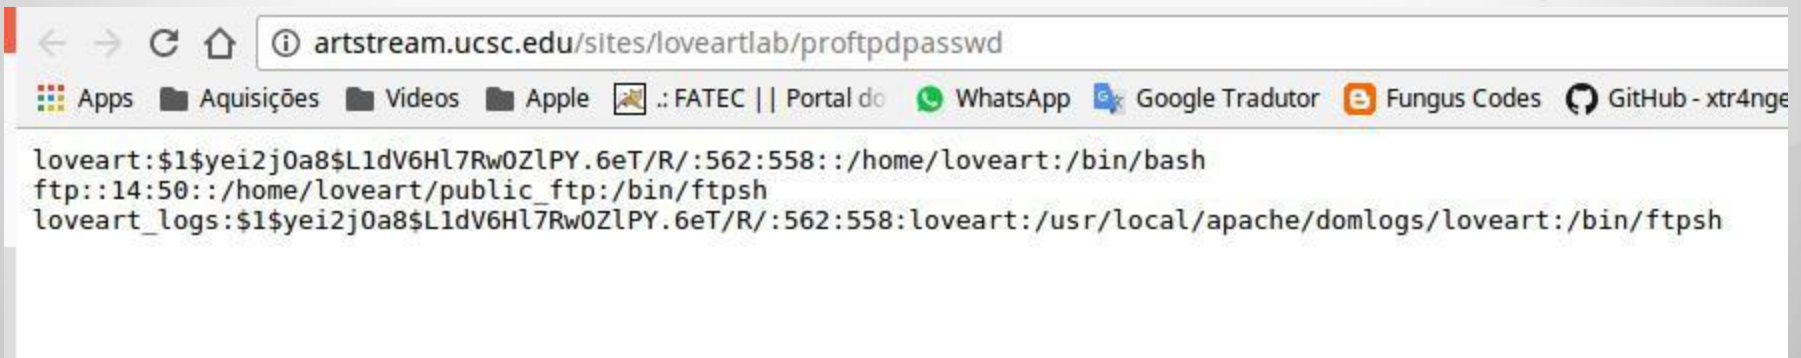 artstream.ucsc.edu/sites/loveartlab/proftpdpasswd
Apps Aquisições Videos Apple .: FATEC || Portal do WhatsApp Google Tradutor Fungus Codes GitHub - xtr4nge
loveart:$1$yei2jOa8$L1dV6Hl7RwOZlPY.6eT/R/:562:558::/home/loveart:/bin/bash
ftp::14:50::/home/loveart/public_ftp:/bin/ftpsh
loveart_logs:$1$yei2jOa8$L1dV6Hl7RwOZlPY.6eT/R/:562:558:loveart:/usr/local/apache/domlogs/loveart:/bin/ftpsh